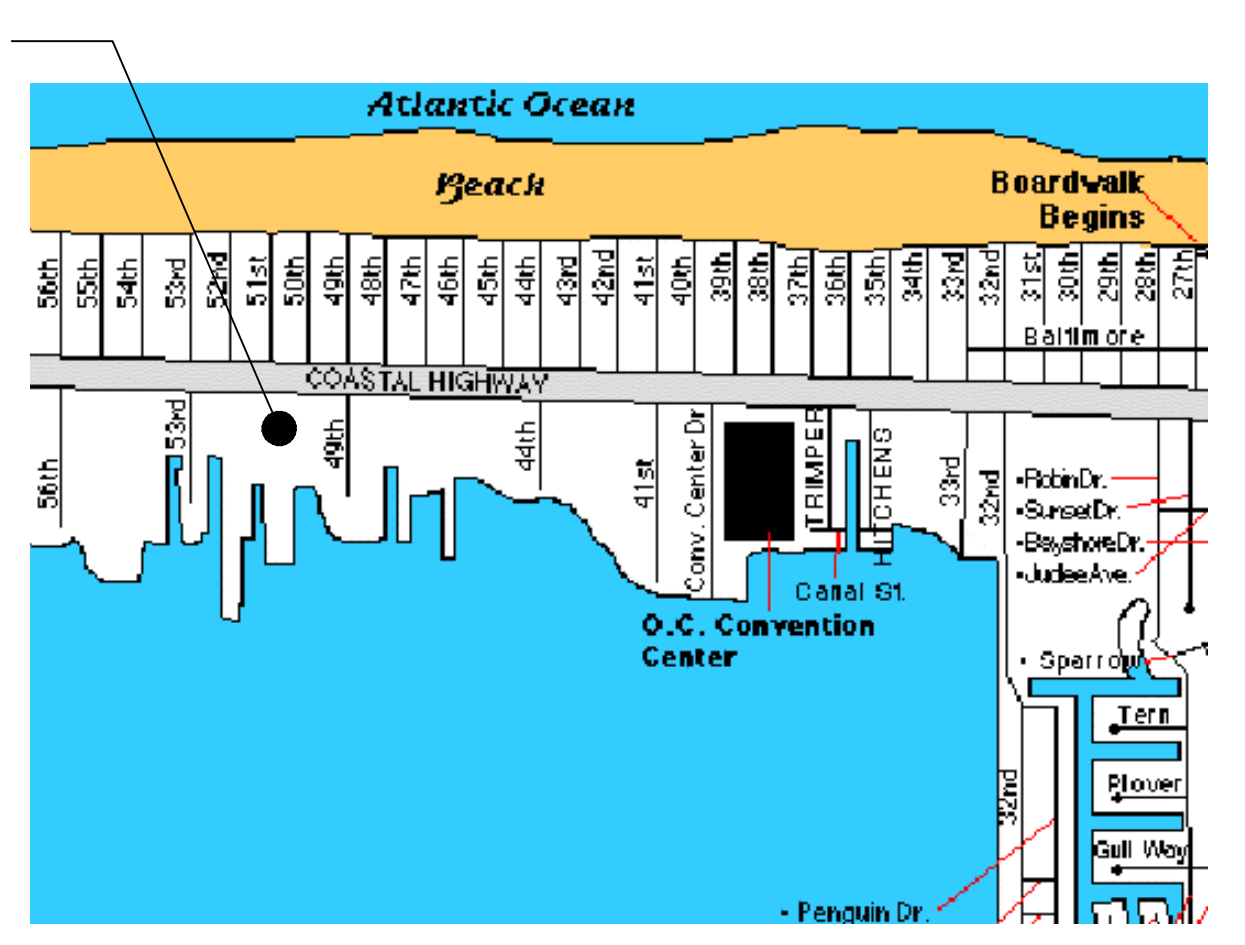 Atlantic Ocean
Beach
Boardwalk
Begins
56th
55th
54th
53rd
52nd
51st
50th
49th
48th
47th
46th
45th
44th
43rd
42nd
41st
40th
39th
38th
37th
36th
35th
34th
33rd
32nd
31st
30th
29th
28th
27th
Baltimore
COASTAL HIGHWAY
56th
53rd
49th
44th
41st
Conv. Center Dr
TRIMPER
HITCHENS
33rd
32nd
•Robin Dr.
•Sunset Dr.
•Bayshore Dr.
•Judlee Ave.
Canal St.
O.C. Convention
Center
• Sparrow
Tern
Plover
32nd
Gull Way
• Penguin Dr.